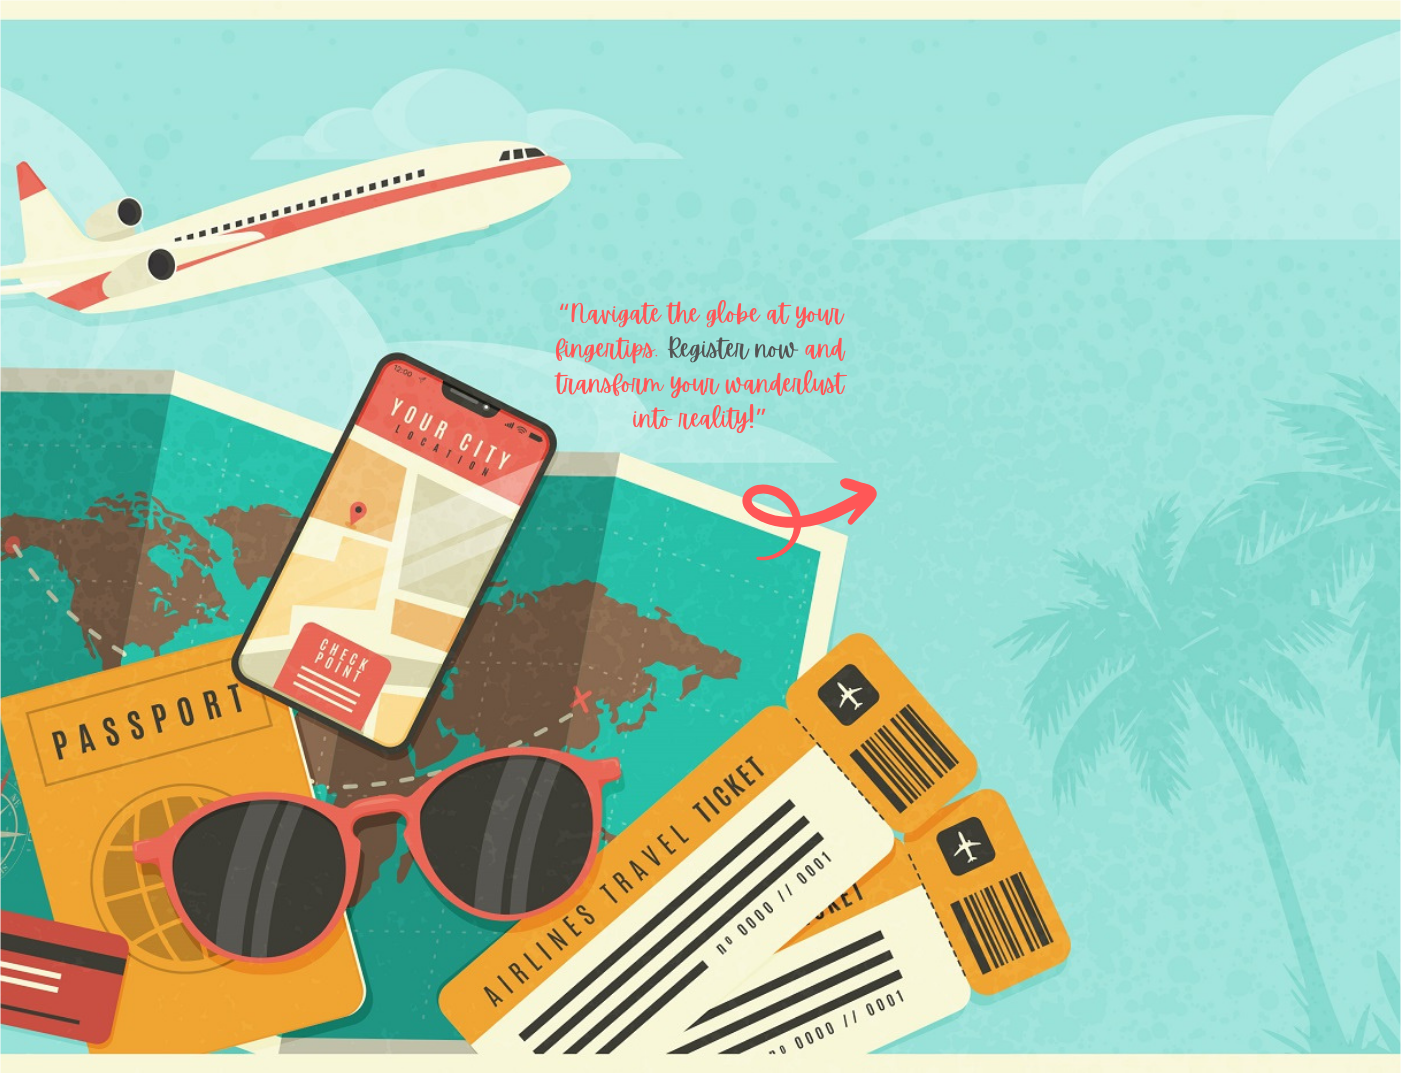 “Navigate the globe at your
fingertips. Register now and
transform your wanderlust
into reality!”
12:00
YOUR CITY
LOCATION
CHECK
POINT
PASSPORT
AIRLINES TRAVEL TICKET
nº 0000 // 0001
CKET
nº 0000 // 0001